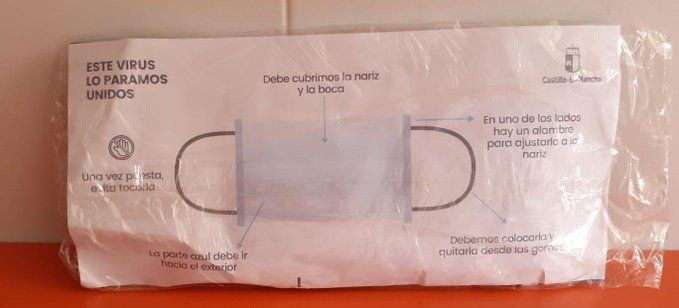 ESTE VIRUS
LO PARAMOS
UNIDOS
Debe cubrirnos la nariz
y la boca
Castilla-La Mancha
En uno de los lados
hay un alambre
para ajustarla a la
nariz
Una vez puesta,
evita tocarla
La parte azul debe ir
hacia el exterior
Debemos colocarla y
quitarla desde las gomas